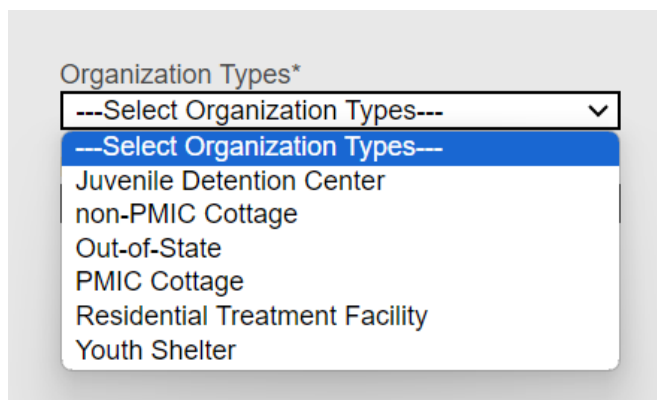 Organization Types*
---Select Organization Types---
---Select Organization Types---
Juvenile Detention Center
non-PMIC Cottage
Out-of-State
PMIC Cottage
Residential Treatment Facility
Youth Shelter